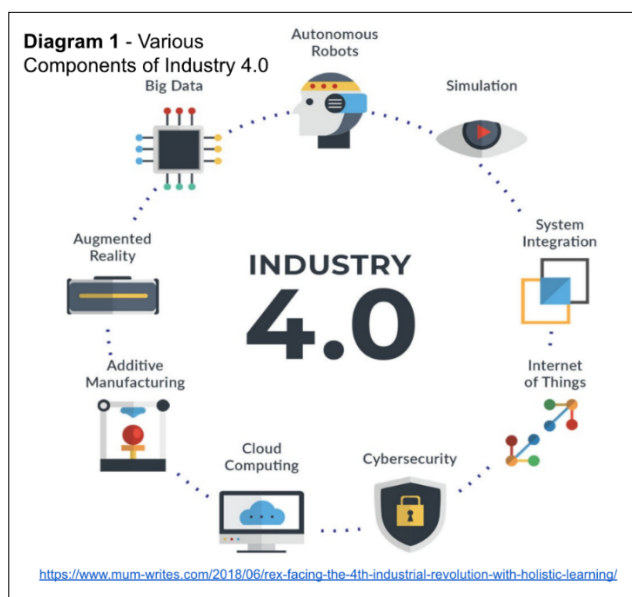 Diagram 1 - Various
Components of Industry 4.0
Autonomous
Robots
Big Data
Simulation
Augmented
Reality
System
Integration
INDUSTRY
4.0
Additive
Manufacturing
Internet
of Things
Cloud
Computing
Cybersecurity
https://www.mum-writes.com/2018/06/rex-facing-the-4th-industrial-revolution-with-holistic-learning/